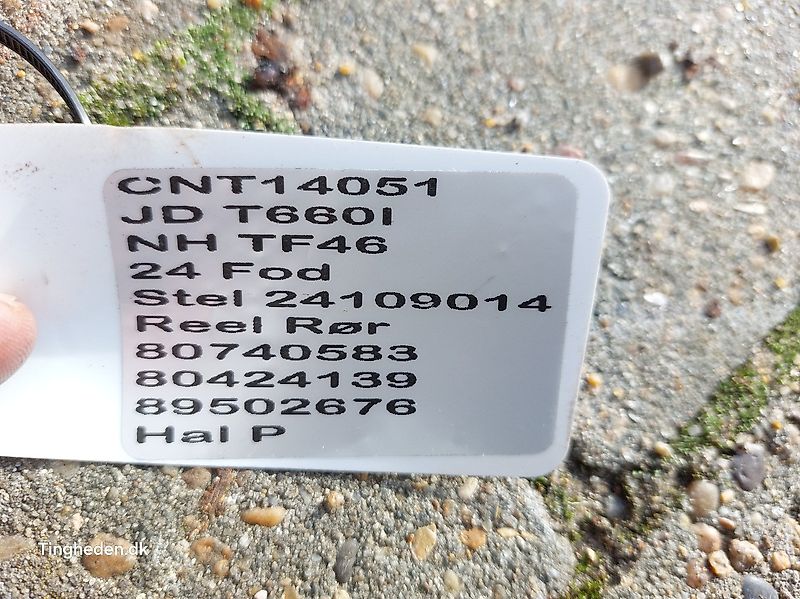 CNT14051
JD T660I
NH TF46
24 Fod
Stel 24109014
Reel Rør
80740583
80424139
89502676
Hal P
Tingheden.dk